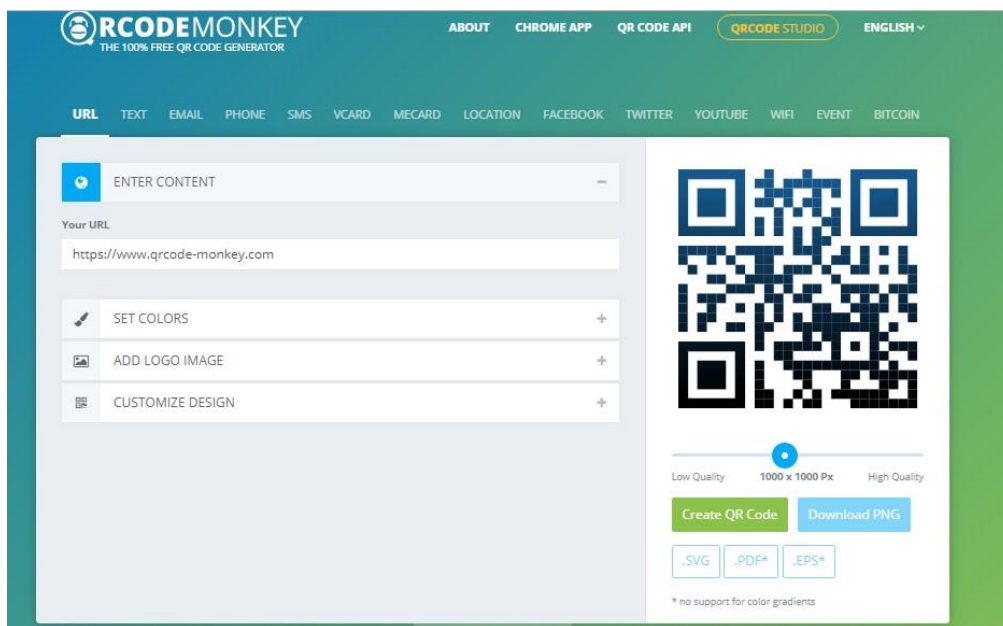 QRCODEMONKEY
THE 100% FREE QR CODE GENERATOR
ABOUT CHROME APP QR CODE API QRCODE STUDIO ENGLISH
URL TEXT EMAIL PHONE SMS VCARD MECARD LOCATION FACEBOOK TWITTER YOUTUBE WIFI EVENT BITCOIN
ENTER CONTENT
Your URL
https://www.qrcode-monkey.com
SET COLORS
ADD LOGO IMAGE
CUSTOMIZE DESIGN
Low Quality 1000 x 1000 Px High Quality
Create QR Code Download PNG
.SVG .PDF* .EPS*
* no support for color gradients